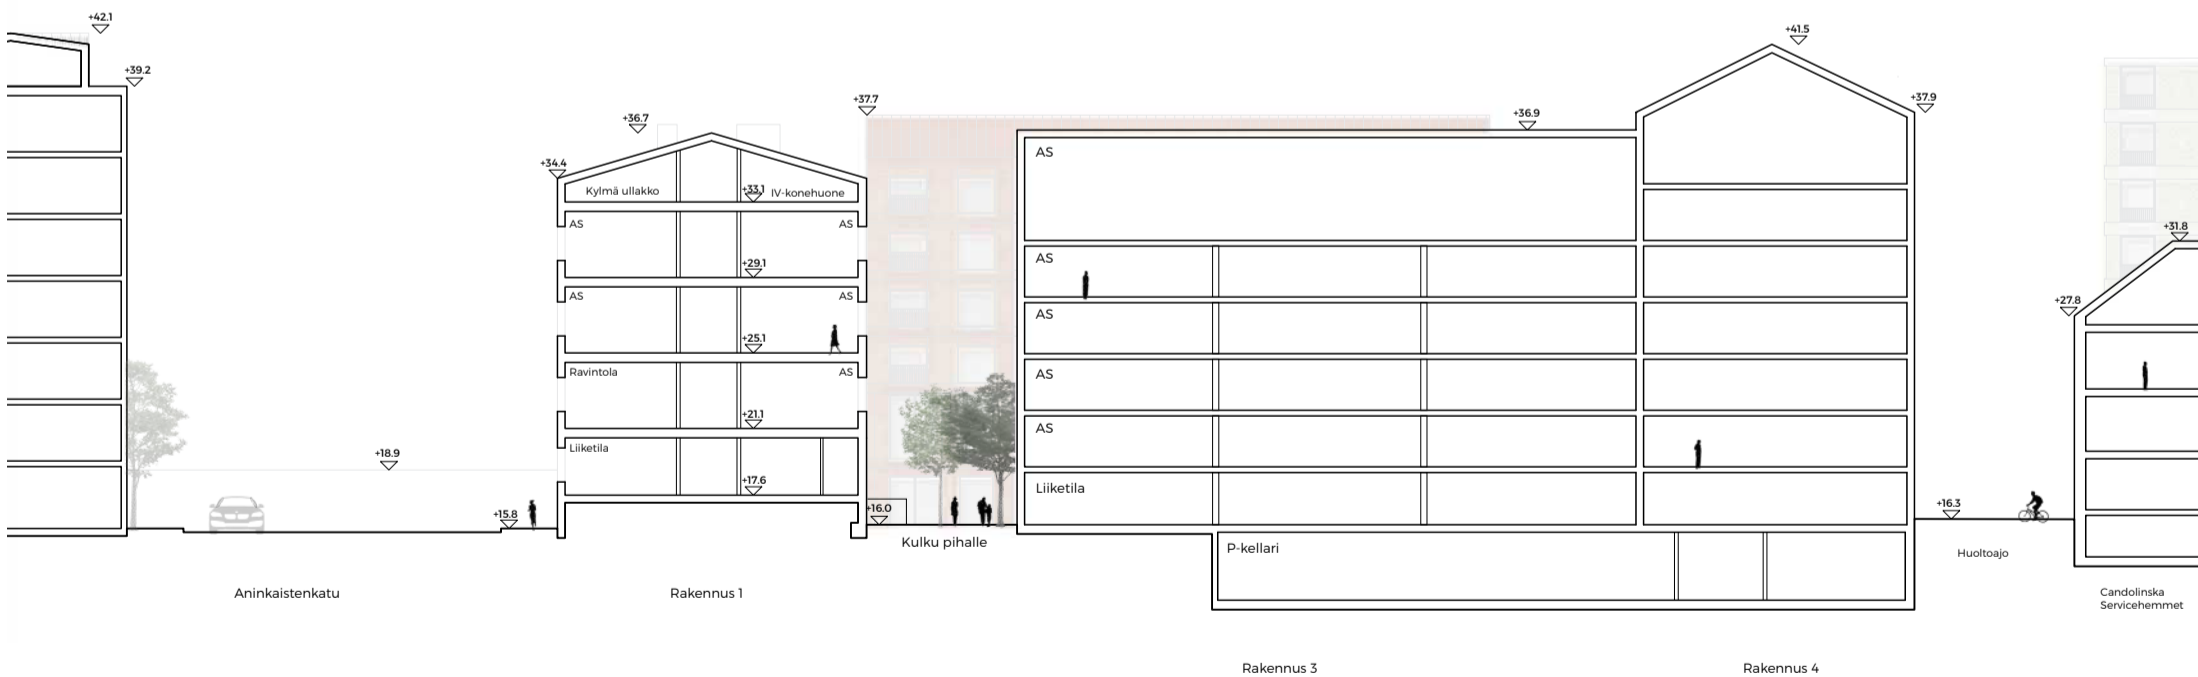 +42.1
+39.2
+18.9
+15.8
Aninkaistenkatu
+36.7
+34.4
Kylmä ullakko
+33.1
IV-konehuone
AS
AS
+29.1
AS
AS
+25.1
Ravintola
AS
+21.1
Liiketila
+17.6
Rakennus 1
+37.7
+16.0
Kulku pihalle
+36.9
AS
AS
AS
AS
AS
Liiketila
P-kellari
Rakennus 3
+41.5
+37.9
Rakennus 4
+16.3
Huoltoajo
+31.8
+27.8
Candolinska
Servicehemmet